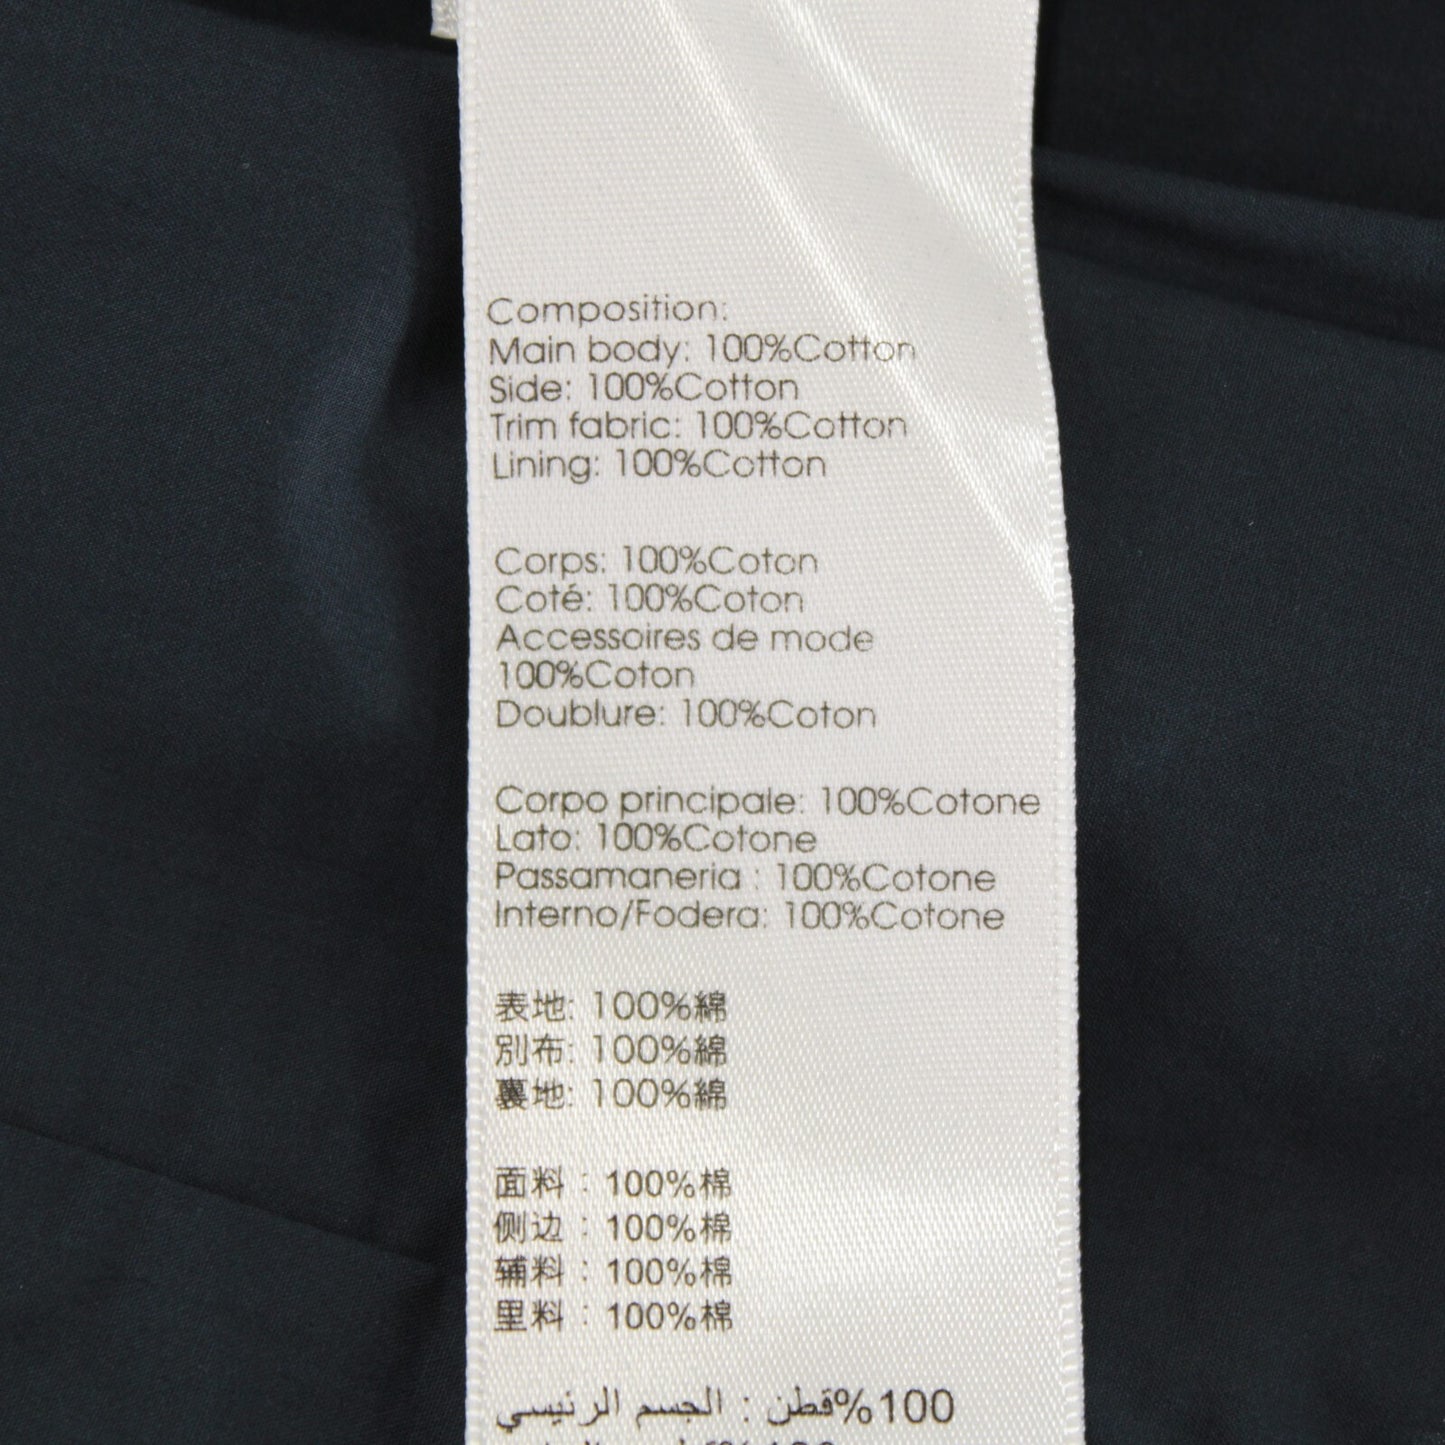 Composition:
Main body: 100%Cotton
Side: 100%Cotton
Trim fabric: 100%Cotton
Lining: 100%Cotton
Corps: 100%Coton
Coté: 100%Coton
Accessoires de mode
100%Coton
Doublure: 100%Coton
Corpo principale: 100%Cotone
Lato: 100%Cotone
Passamaneria : 100%Cotone
Interno/Fodera: 100%Cotone
表地: 100%綿
別布: 100%綿
裏地: 100%綿
面料：100%棉
侧边：100%棉
辅料：100%棉
里料：100%棉
100%قطن : الجسم الرئيسي